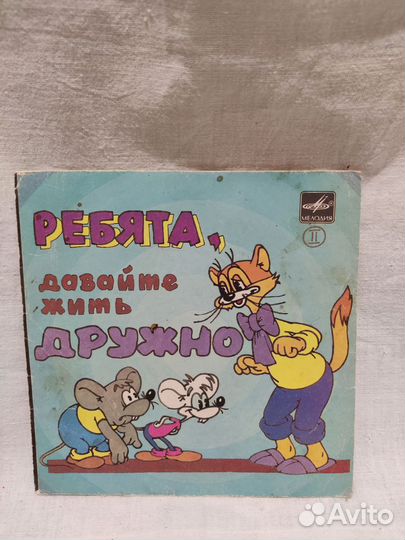 РЕБЯТА,
МЕЛОДИЯ
II
давайте
жить
ДРУЖНО
Avito